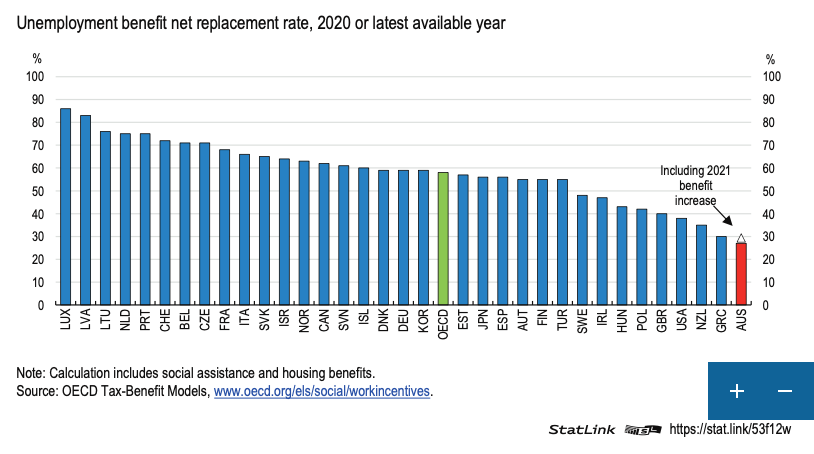 Unemployment benefit net replacement rate, 2020 or latest available year
% %
100 100
90 90
80 80
70 70
60 60
50 50
40 40
30 30
20 20
10 10
0 0
Including 2021
benefit
increase
LUX LVA LTU NLD PRT CHE BEL CZE FRA ITA SVK ISR NOR CAN SVN ISL DNK DEU KOR OECD EST JPN ESP AUT FIN TUR SWE IRL HUN POL GBR USA NZL GRC AUS
Note: Calculation includes social assistance and housing benefits.
Source: OECD Tax-Benefit Models, www.oecd.org/els/social/workincentives.
+ −
StatLink https://stat.link/53f12w